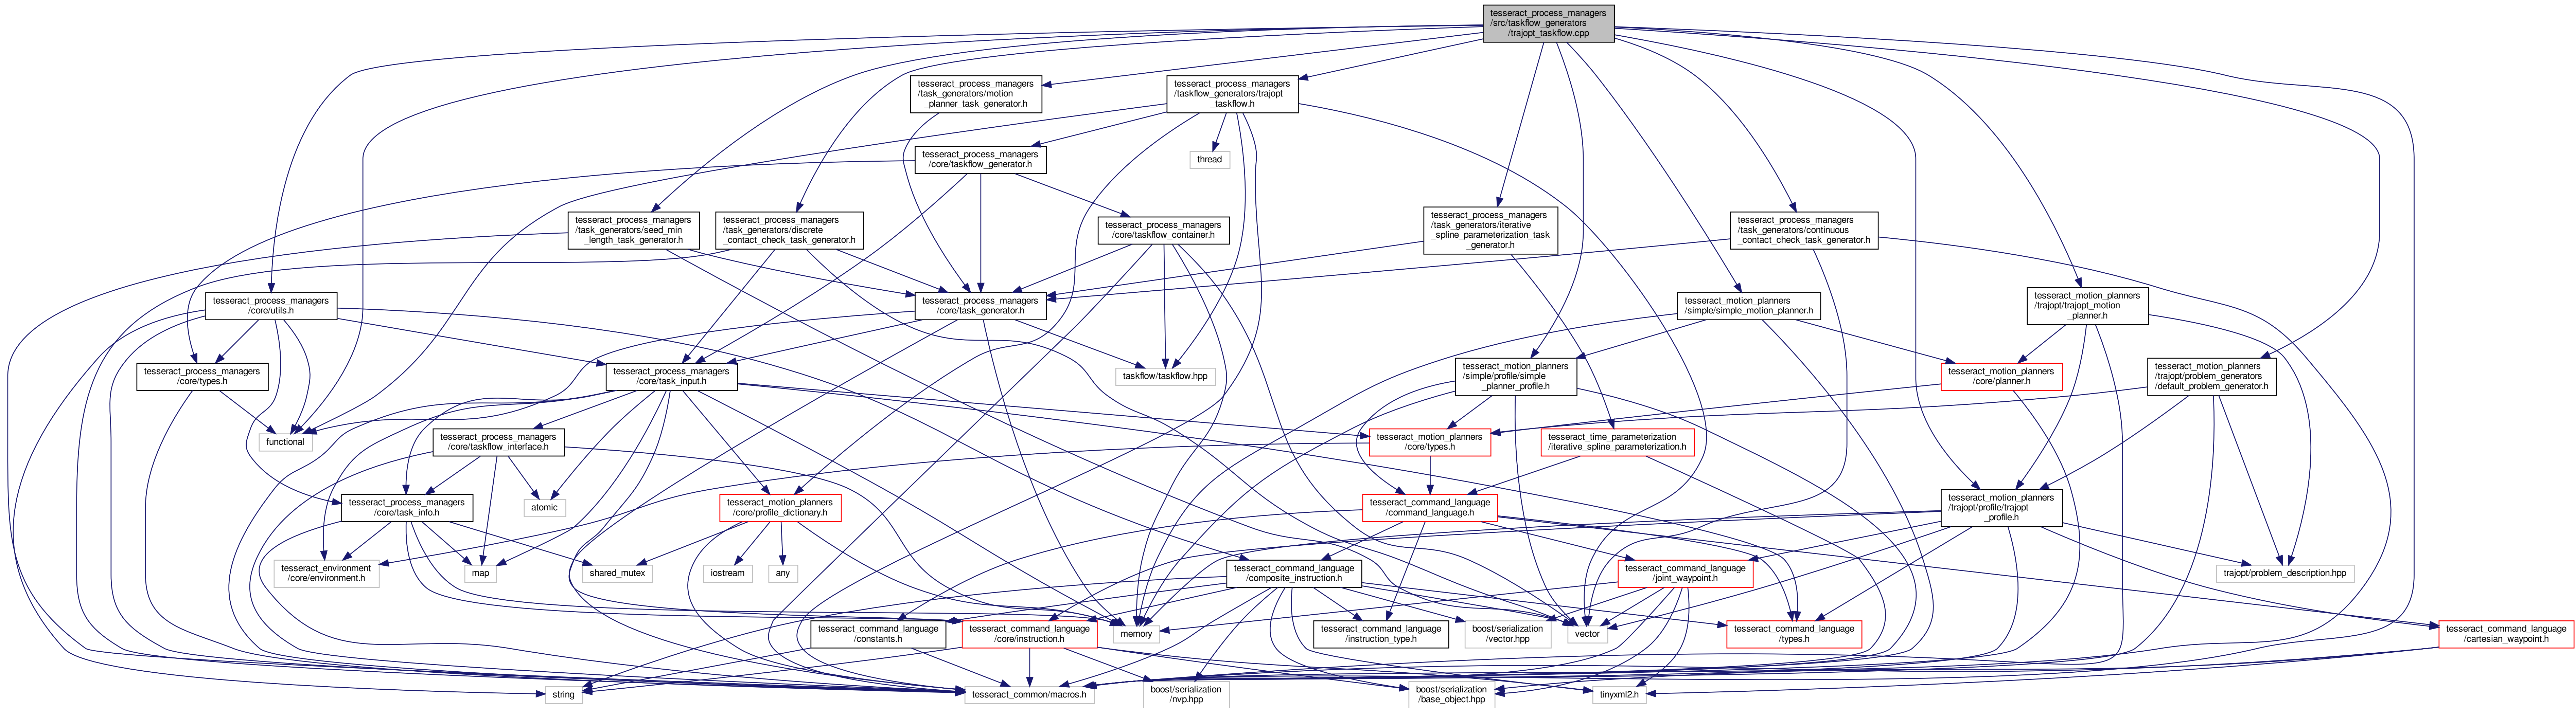 tesseract_process_managers
/src/taskflow_generators
/trajopt_taskflow.cpp
tesseract_process_managers
/task_generators/motion
_planner_task_generator.h
tesseract_process_managers
/taskflow_generators/trajopt
_taskflow.h
tesseract_process_managers
/core/taskflow_generator.h
thread
tesseract_process_managers
/task_generators/seed_min
_length_task_generator.h
tesseract_process_managers
/task_generators/discrete
_contact_check_task_generator.h
tesseract_process_managers
/core/taskflow_container.h
tesseract_process_managers
/task_generators/iterative
_spline_parameterization_task
_generator.h
tesseract_process_managers
/task_generators/continuous
_contact_check_task_generator.h
tesseract_process_managers
/core/utils.h
tesseract_process_managers
/core/task_generator.h
tesseract_motion_planners
/simple/simple_motion_planner.h
tesseract_motion_planners
/trajopt/trajopt_motion
_planner.h
tesseract_process_managers
/core/types.h
tesseract_process_managers
/core/task_input.h
taskflow/taskflow.hpp
tesseract_motion_planners
/simple/profile/simple
_planner_profile.h
tesseract_motion_planners
/core/planner.h
tesseract_motion_planners
/trajopt/problem_generators
/default_problem_generator.h
functional
tesseract_process_managers
/core/taskflow_interface.h
tesseract_motion_planners
/core/types.h
tesseract_time_parameterization
/iterative_spline_parameterization.h
tesseract_process_managers
/core/task_info.h
atomic
tesseract_motion_planners
/core/profile_dictionary.h
tesseract_command_language
/command_language.h
tesseract_motion_planners
/trajopt/profile/trajopt
_profile.h
tesseract_environment
/core/environment.h
map
shared_mutex
iostream
any
tesseract_command_language
/composite_instruction.h
tesseract_command_language
/joint_waypoint.h
trajopt/problem_description.hpp
tesseract_command_language
/constants.h
tesseract_command_language
/core/instruction.h
memory
tesseract_command_language
/instruction_type.h
boost/serialization
/vector.hpp
vector
tesseract_command_language
/types.h
tesseract_command_language
/cartesian_waypoint.h
string
tesseract_common/macros.h
boost/serialization
/nvp.hpp
boost/serialization
/base_object.hpp
tinyxml2.h